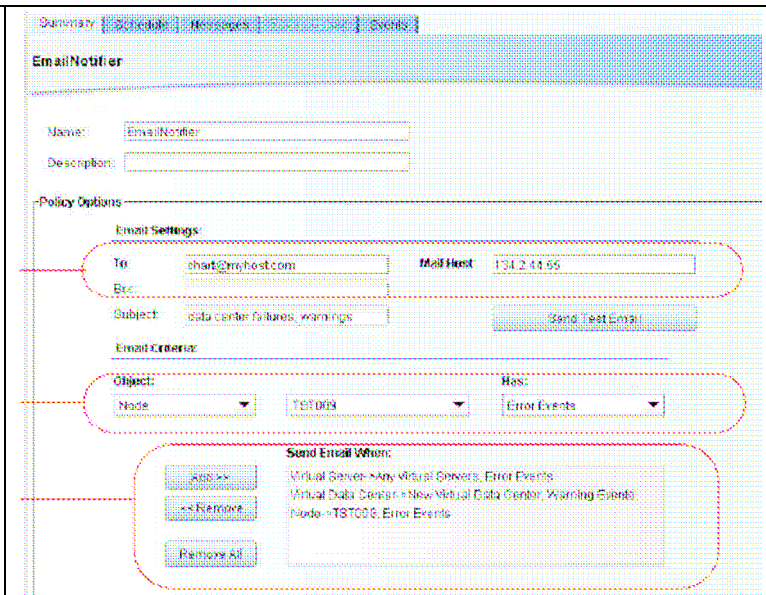 Summary Schedule Messages Events
EmailNotifier
Name: EmailNotifier
Description:
Policy Options
Email Settings:
To: chart@myhost.com Mail Host: 134.2.44.65
Bcc:
Subject: data center failures, warnings Send Test Email
Email Criteria:
Object: Has:
Node TST009 Error Events
Send Email When:
Add >>
Virtual Server->Any Virtual Servers, Error Events
Virtual Data Center->New Virtual Data Center, Warning Events
<< Remove
Node->TST009, Error Events
Remove All